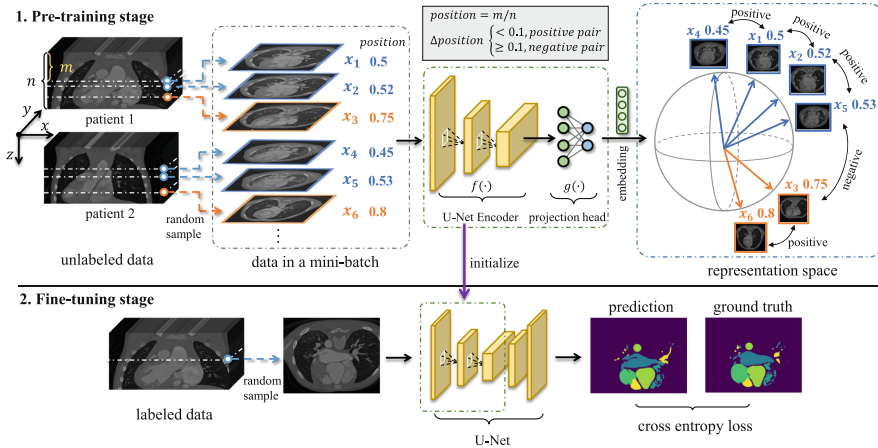 1. Pre-training stage
n
m
y
x
z
patient 1
patient 2
unlabeled data
random
sample
position
x₁ 0.5
x₂ 0.52
x₃ 0.75
x₄ 0.45
x₅ 0.53
x₆ 0.8
⋮
data in a mini-batch
position = m/n
Δposition { < 0.1, positive pair
≥ 0.1, negative pair
f(·)
g(·)
U-Net Encoder
projection head
embedding
initialize
x₄ 0.45
positive
x₁ 0.5
positive
x₂ 0.52
positive
x₅ 0.53
negative
x₃ 0.75
x₆ 0.8
positive
representation space
2. Fine-tuning stage
labeled data
random
sample
U-Net
prediction
ground truth
cross entropy loss